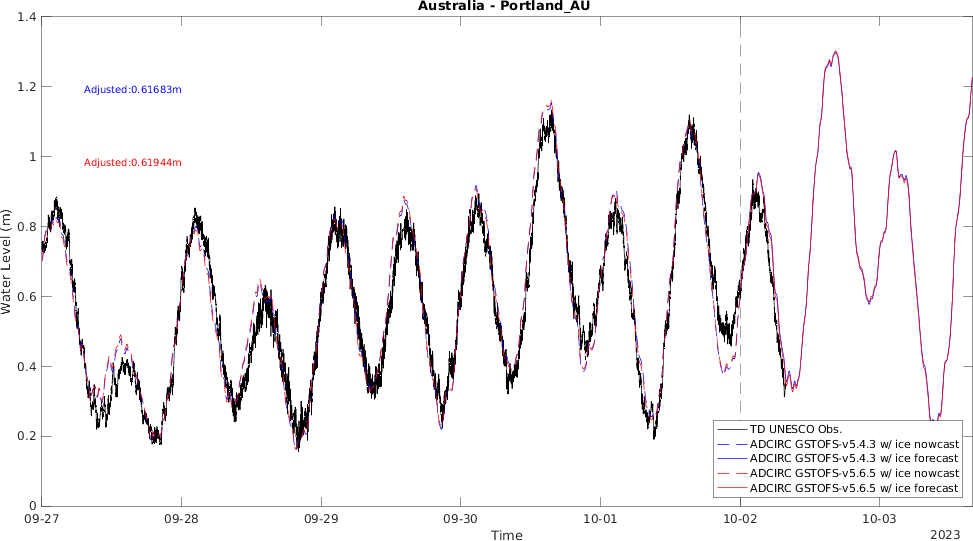 Australia - Portland_AU
1.4
1.2
1
0.8
0.6
0.4
0.2
0
Water Level (m)
Adjusted:0.61683m
Adjusted:0.61944m
TD UNESCO Obs.
ADCIRC GSTOFS-v5.4.3 w/ ice nowcast
ADCIRC GSTOFS-v5.4.3 w/ ice forecast
ADCIRC GSTOFS-v5.6.5 w/ ice nowcast
ADCIRC GSTOFS-v5.6.5 w/ ice forecast
09-27 09-28 09-29 09-30 10-01 10-02 10-03
Time
2023